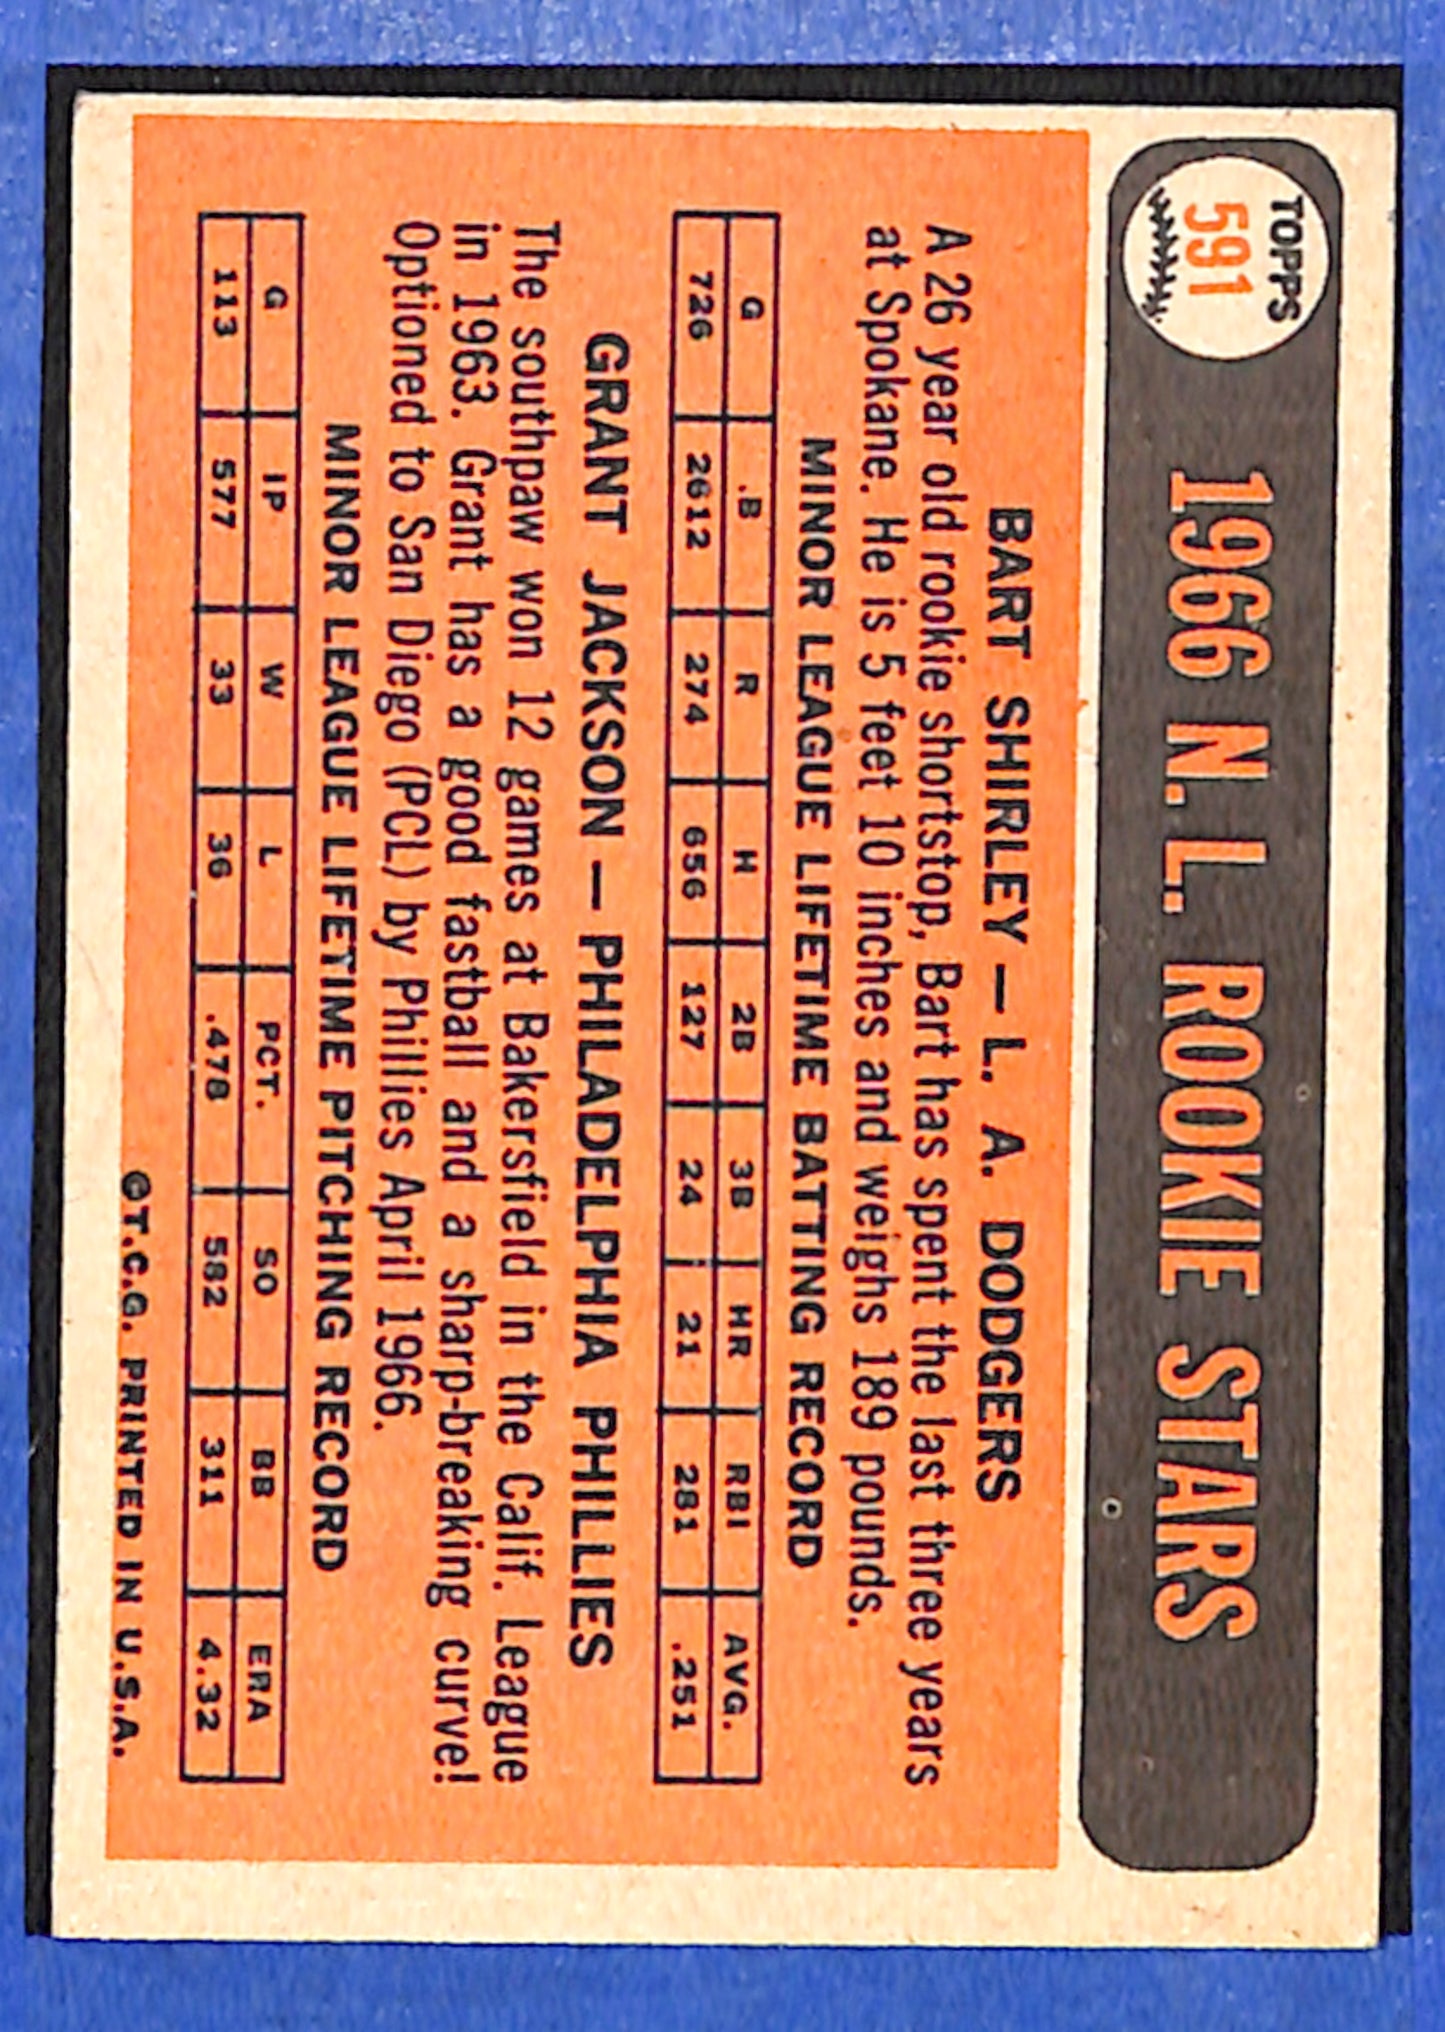 TOPPS
591
1966 N. L. ROOKIE STARS
BART SHIRLEY — L. A. DODGERS
A 26 year old rookie shortstop, Bart has spent the last three years
at Spokane. He is 5 feet 10 inches and weighs 189 pounds.
MINOR LEAGUE LIFETIME BATTING RECORD
G .B R H 2B 3B HR RBI AVG.
726 2612 274 656 127 24 21 281 .251
GRANT JACKSON — PHILADELPHIA PHILLIES
The southpaw won 12 games at Bakersfield in the Calif. League
in 1963. Grant has a good fastball and a sharp-breaking curve!
Optioned to San Diego (PCL) by Phillies April 1966.
MINOR LEAGUE LIFETIME PITCHING RECORD
G IP W L PCT. SO BB ERA
113 577 33 36 .478 582 311 4.32
©T.C.G. PRINTED IN U.S.A.